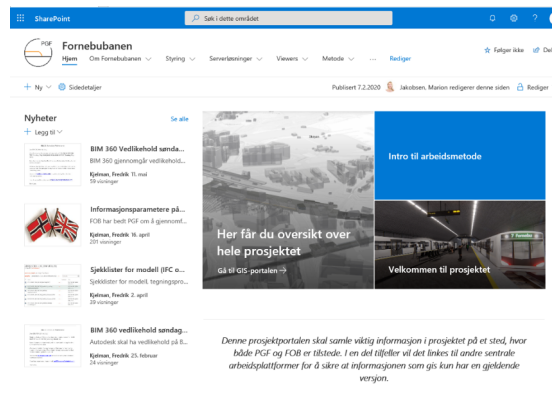 SharePoint
Søk i dette området
?
PGF
Fornebubanen
Hjem Om Fornebubanen Styring Serverløsninger Viewers Metode ... Rediger
Følger ikke Del
+ Ny Sidedetaljer
Publisert 7.2.2020 Jakobsen. Marion redigerer denne siden Rediger
Nyheter Se alle
+ Legg til
BIM 360 Vedlikehold sønda...
BIM 360 gjennomgår vedlikehold...
Kjelman, Fredrik 11. mai
59 visninger
Informasjonsparametere på...
FOB har bedt PGF om å gjennomf...
Kjelman, Fredrik 16. april
201 visninger
Sjekklister for modell (IFC o...
Sjekklister for modell, tegningspro...
Kjelman, Fredrik 2. april
29 visninger
BIM 360 vedlikehold søndag...
Autodesk skal ha vedlikehold på B...
Kjelman, Fredrik 25. februar
24 visninger
Her får du oversikt over
hele prosjektet
Gå til GIS-portalen →
Intro til arbeidsmetode
Velkommen til prosjektet
Denne prosjektportalen skal samle viktig informasjon i prosjektet på et sted, hvor
både PGF og FOB er tilstede. I en del tilfeller vil det linkes til andre sentrale
arbeidsplattformer for å sikre at informasjonen som gis kun har en gjeldende
versjon.